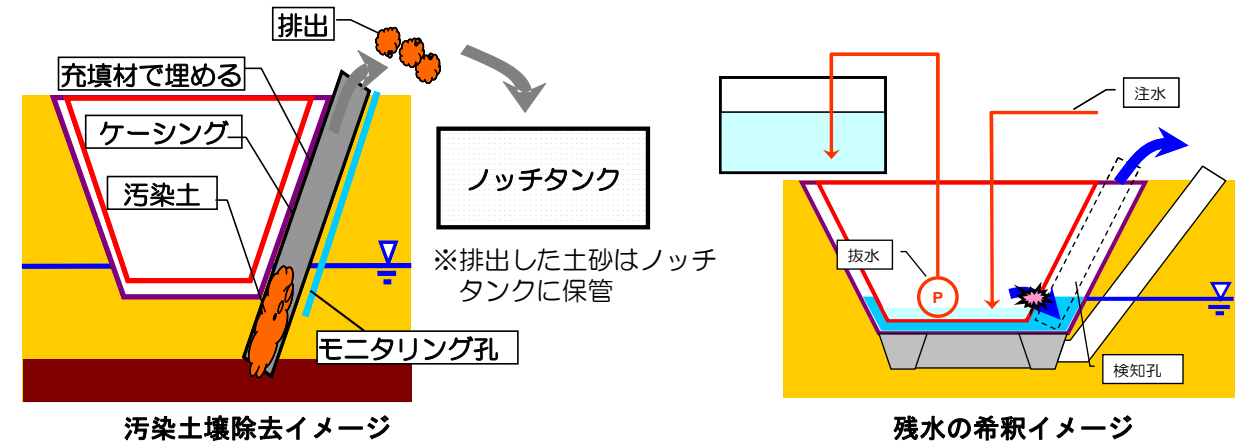 排出
充填材で埋める
ケーシング
汚染土
ノッチタンク
※排出した土砂はノッチ
タンクに保管
モニタリング孔
汚染土壌除去イメージ
注水
抜水
P
検知孔
残水の希釈イメージ